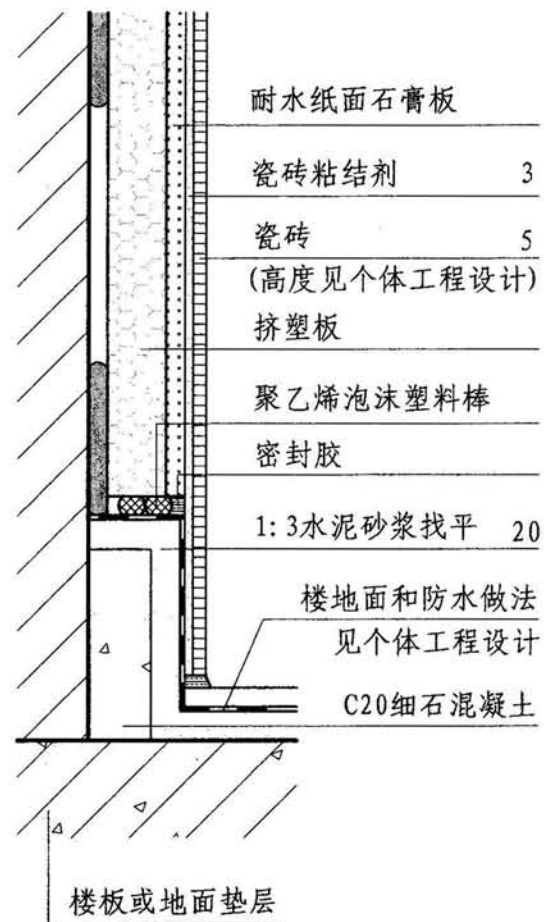 耐水纸面石膏板
瓷砖粘结剂 3
瓷砖 5
(高度见个体工程设计)
挤塑板
聚乙烯泡沫塑料棒
密封胶
1:3水泥砂浆找平 20
楼地面和防水做法
见个体工程设计
C20细石混凝土
楼板或地面垫层